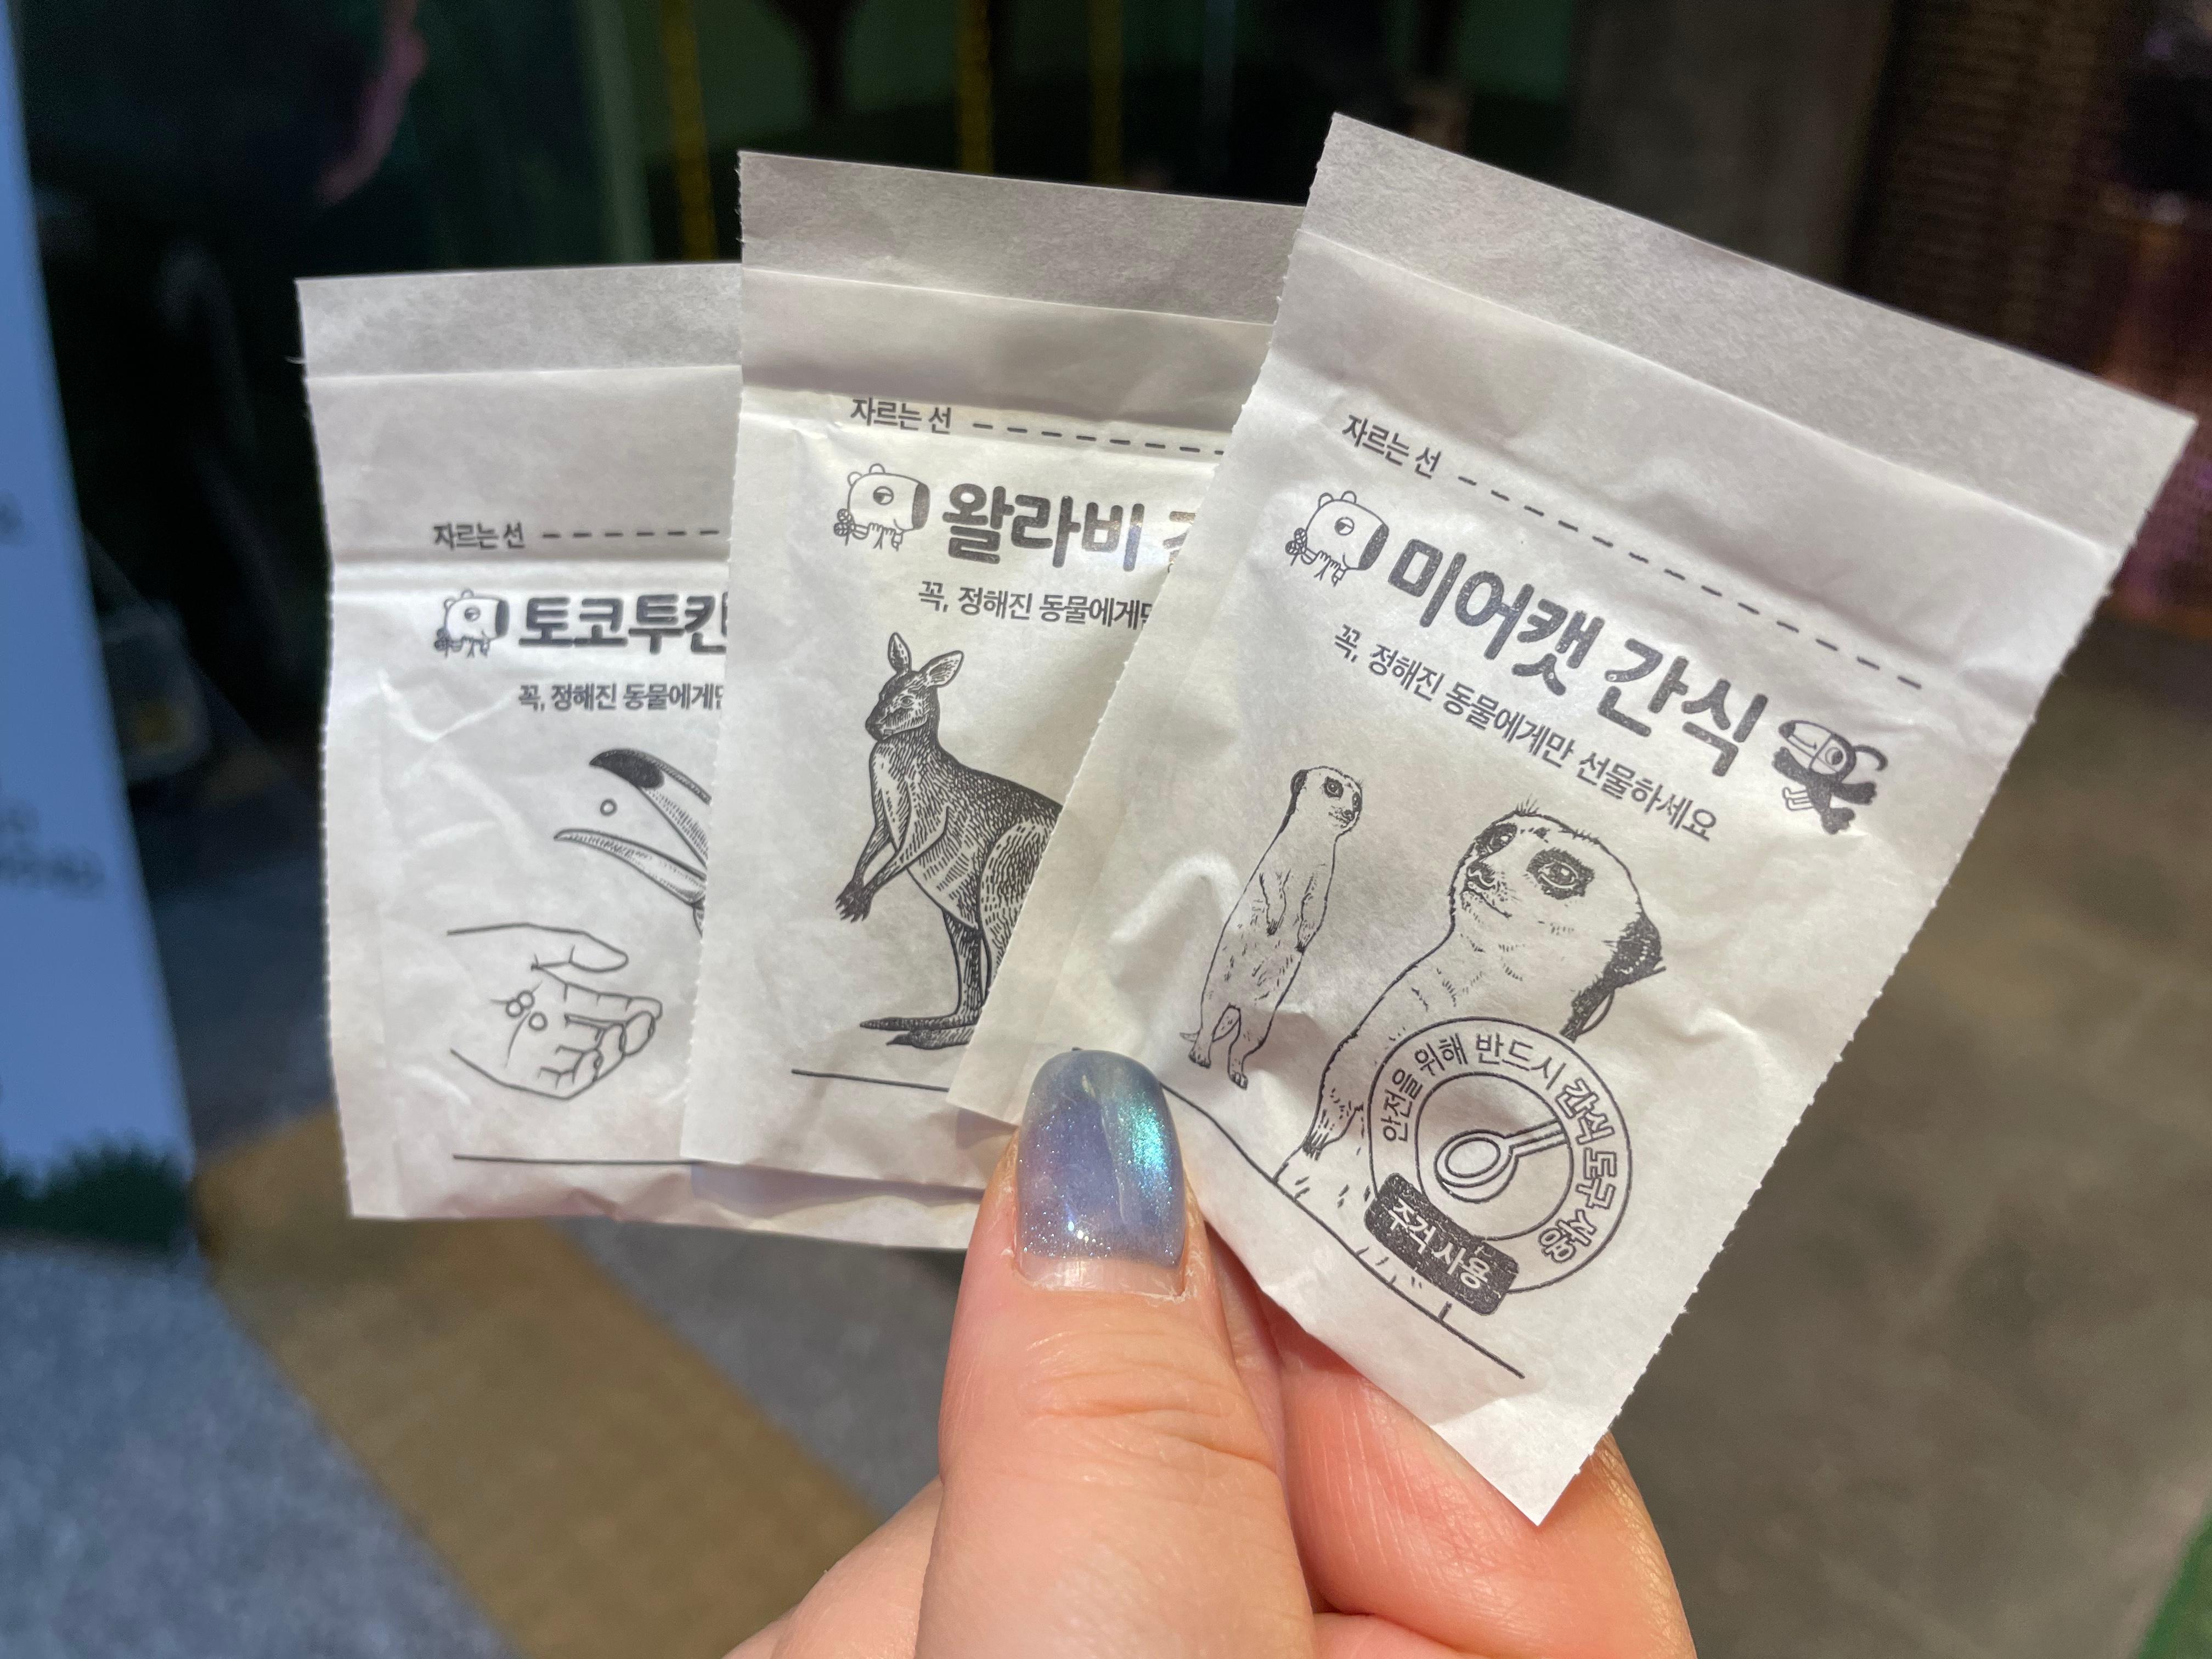 자르는 선
토코투칸
꼭, 정해진 동물에게만
자르는 선
왈라비
꼭, 정해진 동물에게만
자르는 선
미어캣 간식
꼭, 정해진 동물에게만 선물하세요
안전을 위해 반드시 간식 도구 사용
주걱 사용